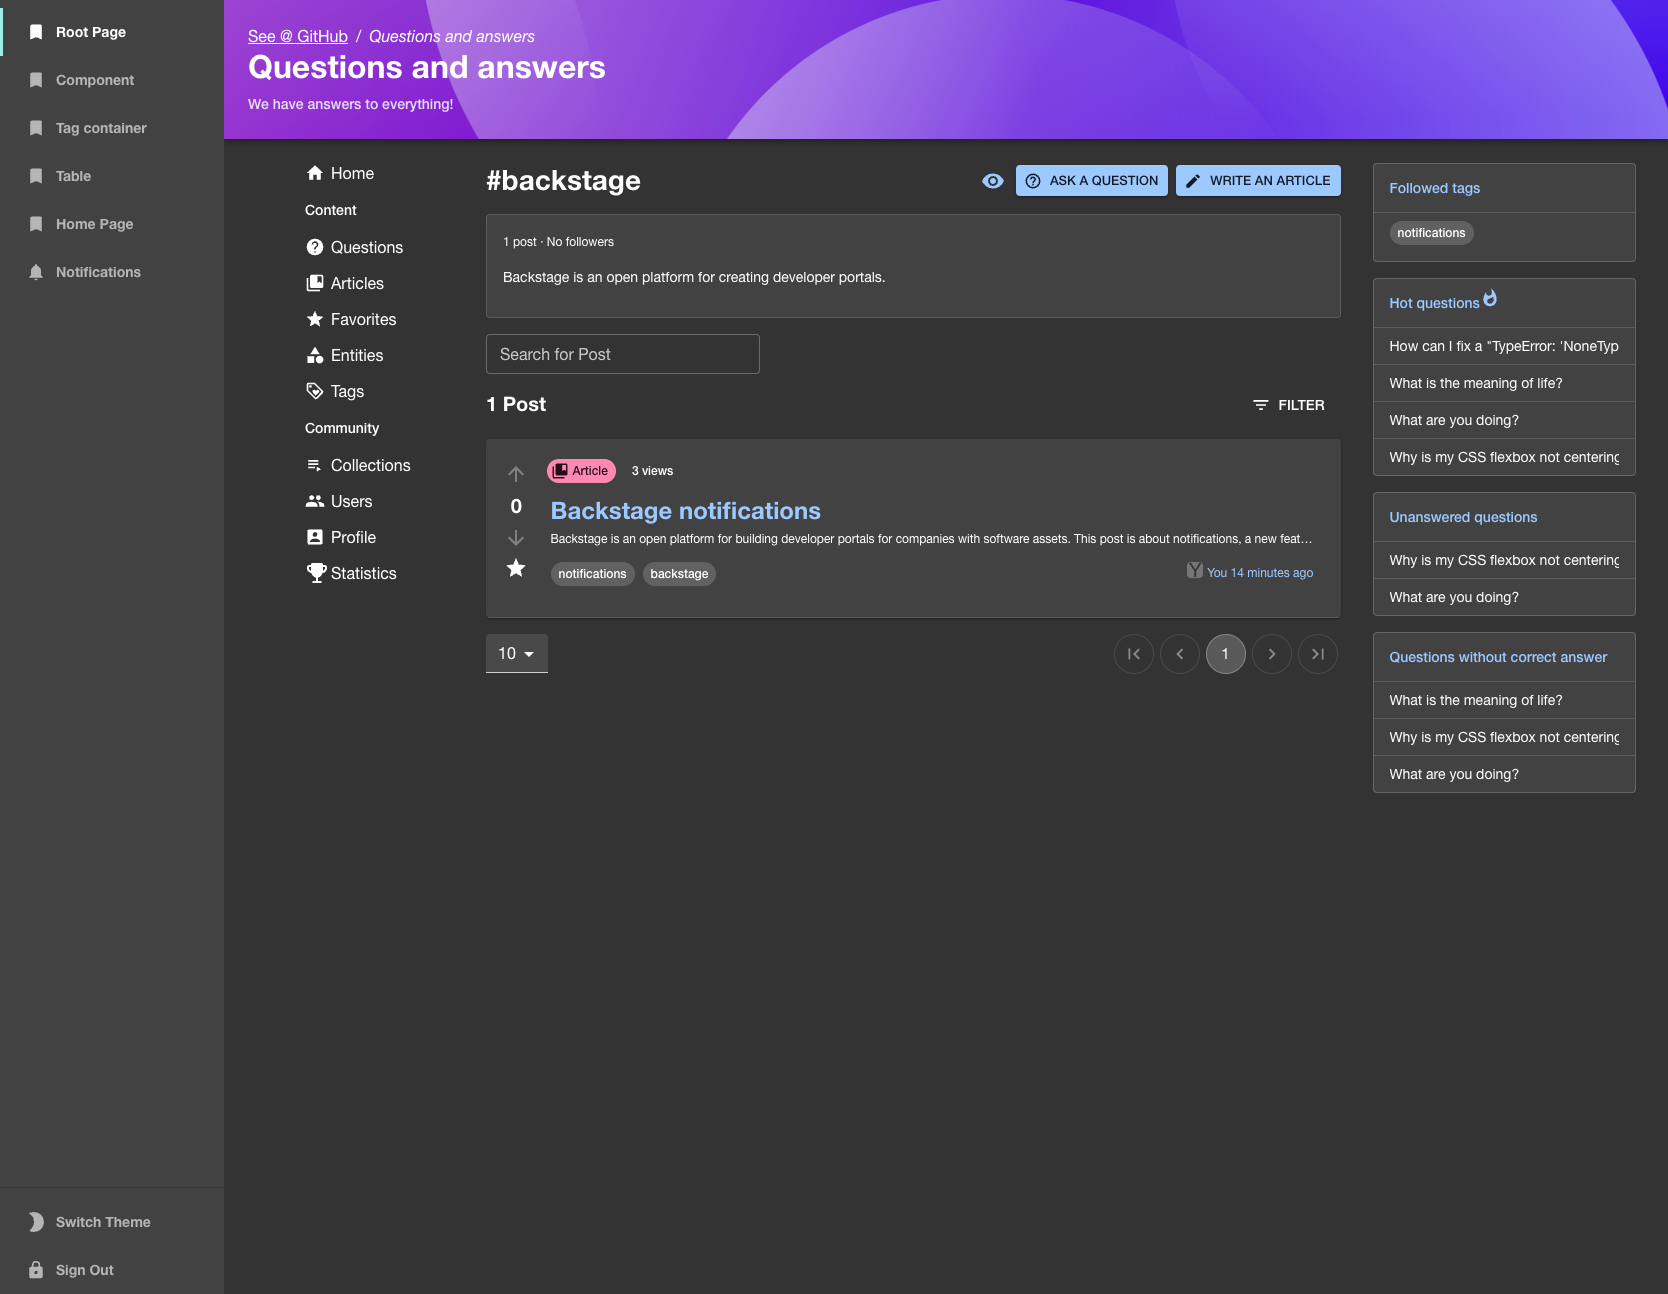 Root Page
Component
Tag container
Table
Home Page
Notifications
Switch Theme
Sign Out
See @ GitHub / Questions and answers
Questions and answers
We have answers to everything!
Home
Content
Questions
Articles
Favorites
Entities
Tags
Community
Collections
Users
Profile
Statistics
#backstage
ASK A QUESTION
WRITE AN ARTICLE
1 post · No followers
Backstage is an open platform for creating developer portals.
Search for Post
1 Post
FILTER
Article 3 views
0
Backstage notifications
Backstage is an open platform for building developer portals for companies with software assets. This post is about notifications, a new feat…
notifications backstage
Y You 14 minutes ago
10
1
Followed tags
notifications
Hot questions
How can I fix a "TypeError: 'NoneTyp
What is the meaning of life?
What are you doing?
Why is my CSS flexbox not centering
Unanswered questions
Why is my CSS flexbox not centering
What are you doing?
Questions without correct answer
What is the meaning of life?
Why is my CSS flexbox not centering
What are you doing?